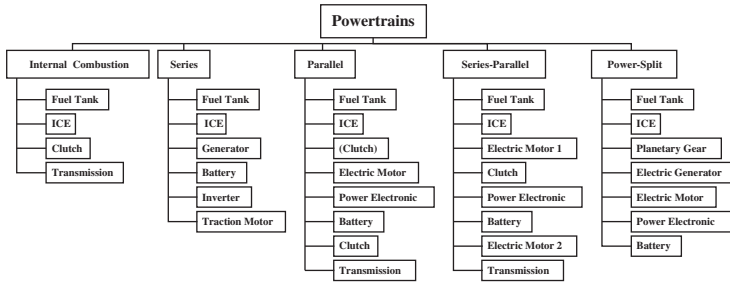 Powertrains
Internal Combustion
Fuel Tank
ICE
Clutch
Transmission
Series
Fuel Tank
ICE
Generator
Battery
Inverter
Traction Motor
Parallel
Fuel Tank
ICE
(Clutch)
Electric Motor
Power Electronic
Battery
Clutch
Transmission
Series-Parallel
Fuel Tank
ICE
Electric Motor 1
Clutch
Power Electronic
Battery
Electric Motor 2
Transmission
Power-Split
Fuel Tank
ICE
Planetary Gear
Electric Generator
Electric Motor
Power Electronic
Battery